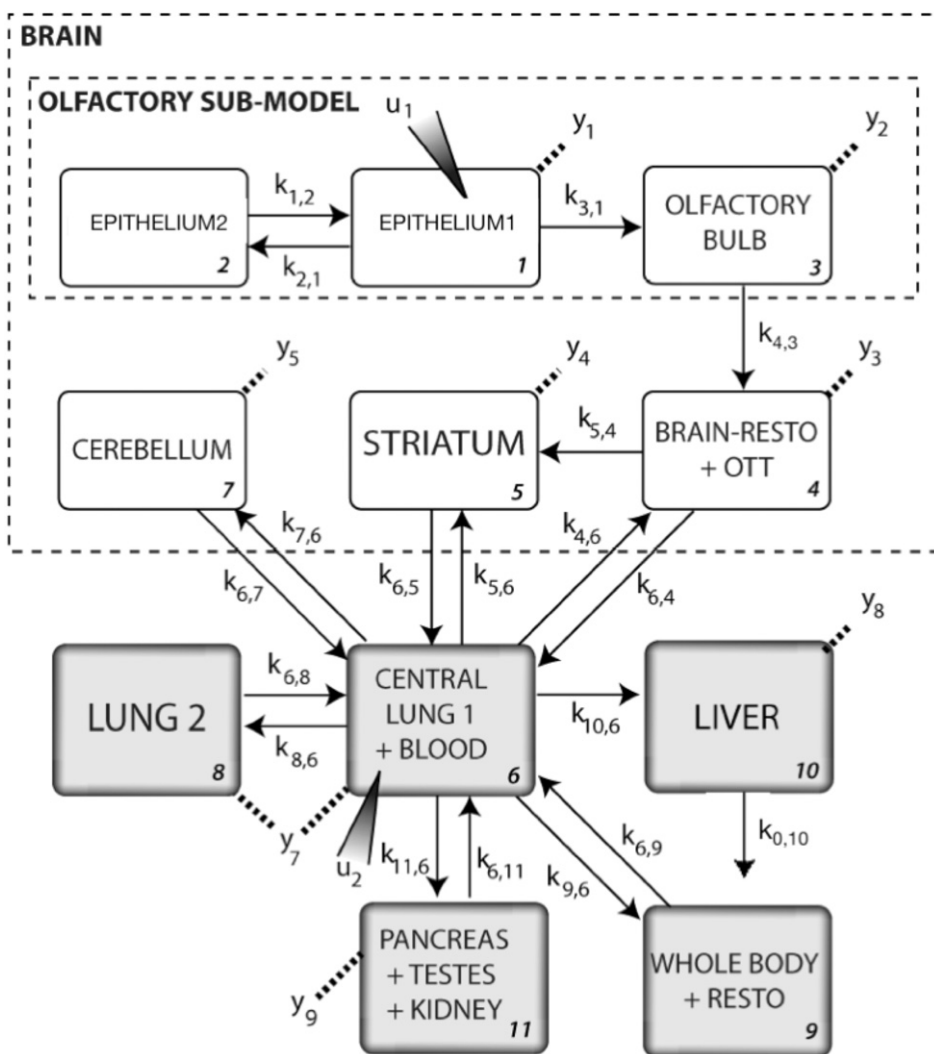 BRAIN
OLFACTORY SUB-MODEL
u1
y1
y2
EPITHELIUM2
2
k1,2
k2,1
EPITHELIUM1
1
k3,1
OLFACTORY
BULB
3
k4,3
y5
y4
y3
CEREBELLUM
7
STRIATUM
5
k5,4
BRAIN-RESTO
+ OTT
4
k7,6
k6,7
k6,5
k5,6
k4,6
k6,4
y8
LUNG 2
8
k6,8
k8,6
CENTRAL
LUNG 1
+ BLOOD
6
k10,6
LIVER
10
y7
u2
k11,6
k6,11
k9,6
k6,9
k0,10
y9
PANCREAS
+ TESTES
+ KIDNEY
11
WHOLE BODY
+ RESTO
9